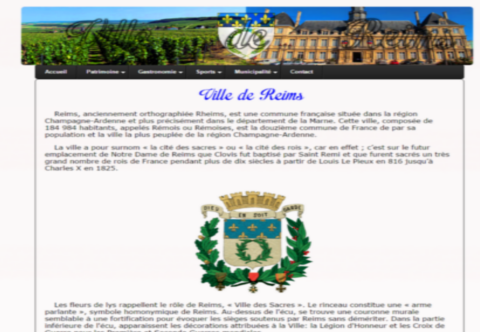 Ville de Reims
Accueil Patrimoine Gastronomie Sports Municipalité Contact
Ville de Reims
Reims, anciennement orthographiée Rheims, est une commune française située dans la région
Champagne-Ardenne et plus précisément dans le département de la Marne. Cette ville, composée de
184 984 habitants, appelés Rémois ou Rémoises, est la douzième commune de France de par sa
population et la ville la plus peuplée de la région Champagne-Ardenne.
La ville a pour surnom « la cité des sacres » ou « la cité des rois », car en effet ; c'est sur le futur
emplacement de Notre Dame de Reims que Clovis fut baptisé par Saint Remi et que furent sacrés un très
grand nombre de rois de France pendant plus de dix siècles à partir de Louis Le Pieux en 816 jusqu'à
Charles X en 1825.
DIEV EN SOIT GARDE
Les fleurs de lys rappellent le rôle de Reims, « Ville des Sacres ». Le rinceau constitue une « arme
parlante », symbole homonymique de Reims. Au-dessus de l'écu, se trouve une couronne murale
semblable à une fortification pour évoquer les sièges soutenus par Reims sans démériter. Dans la partie
inférieure de l'écu, apparaissent les décorations attribuées à la Ville: la Légion d'Honneur et les Croix de